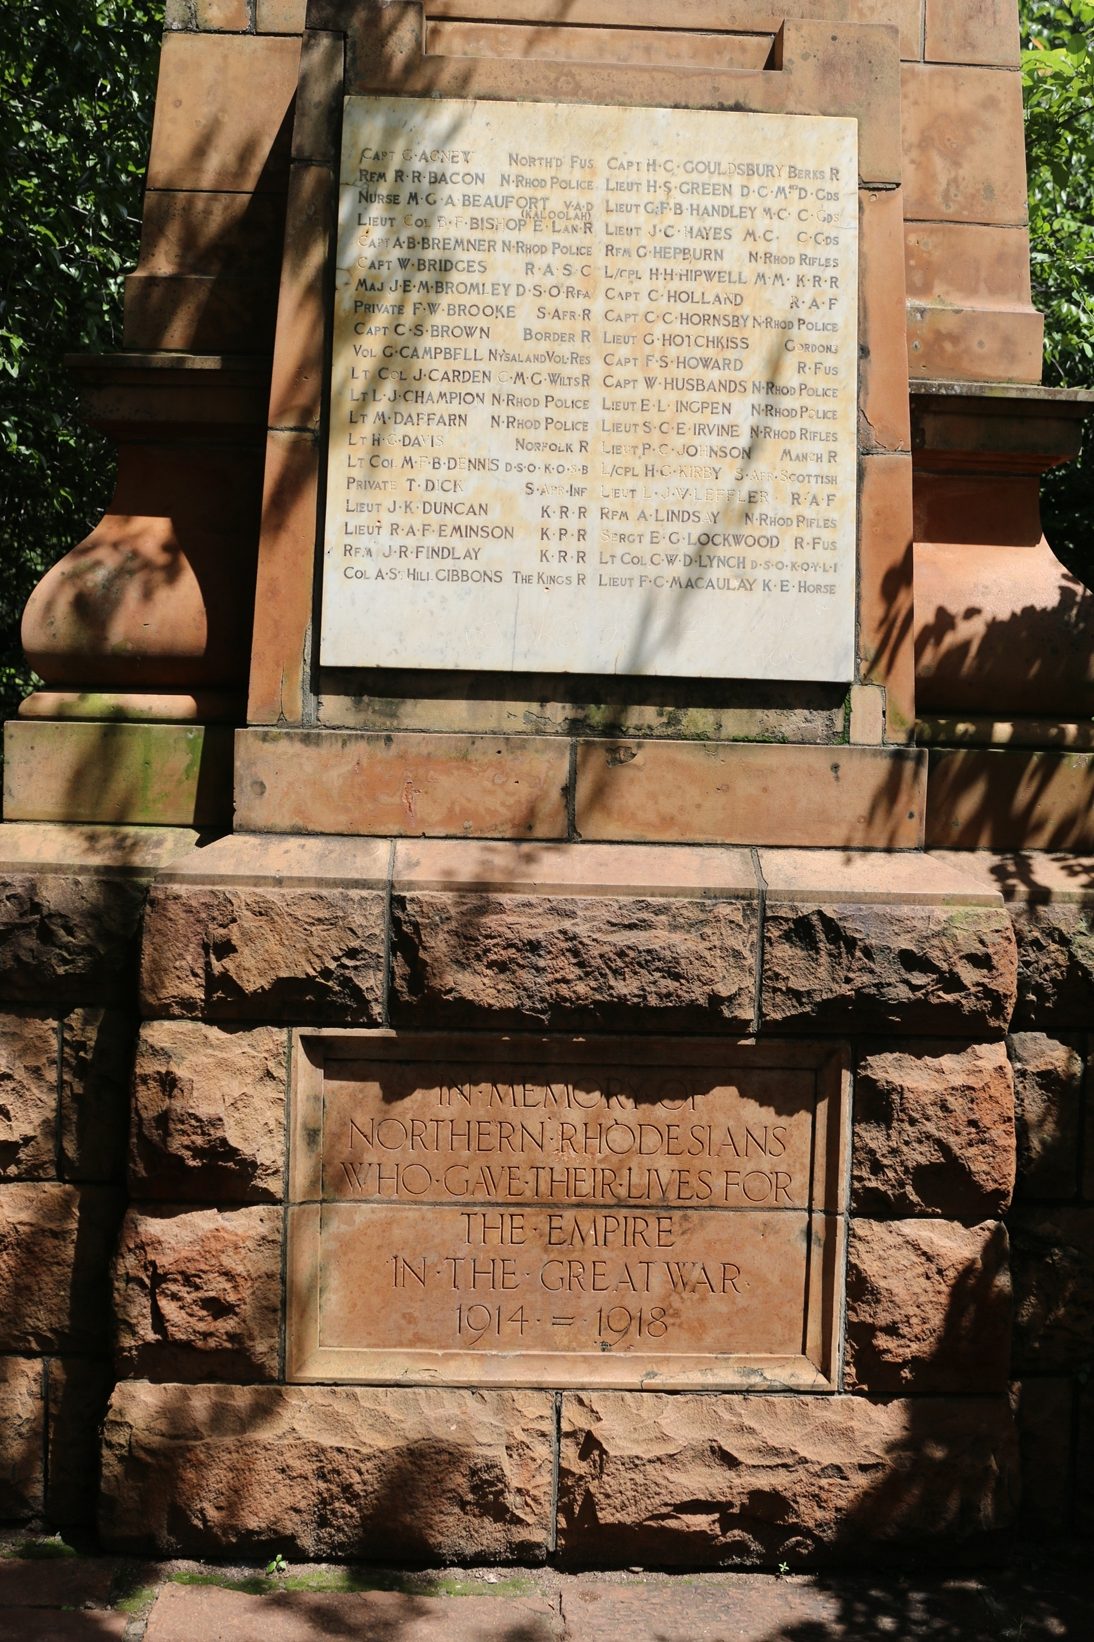 CAPT G·AGNEW NORTH'D FUS
RFM R·R·BACON N·RHOD POLICE
NURSE M·G·A BEAUFORT V·A·D
(KALOOLAH)
LIEUT COL B·F·BISHOP E·LAN·R
CAPT A·B·BREMNER N·RHOD POLICE
CAPT W·BRIDGES R·A·S·C
MAJ J·E·M·BROMLEY D·S·O·RFA
PRIVATE F·W·BROOKE S·AFR·R
CAPT C·S·BROWN BORDER R
VOL G·CAMPBELL NYSALAND VOL·RES
LT COL J·CARDEN C·M·G·WILTS R
LT L·J·CHAMPION N·RHOD POLICE
LT M·DAFFARN N·RHOD POLICE
LT H·G·DAVIS NORFOLK R
LT COL M·F·B·DENNIS D·S·O·K·O·S·B
PRIVATE T·DICK S·AFR·INF
LIEUT J·K·DUNCAN K·R·R
LIEUT R·A·F·EMINSON K·P·R
RFM J·R·FINDLAY K·R·R
COL A·ST HILL GIBBONS THE KINGS R
CAPT H·C·GOULDSBURY BERKS R
LIEUT H·S·GREEN D·C·M 3RD D·GDS
LIEUT G·F·B·HANDLEY M·C· C·GDS
LIEUT J·C·HAYES M·C· C·GDS
RFM G·HEPBURN N·RHOD RIFLES
L/CPL H·H·HIPWELL M·M·K·R·R
CAPT C·HOLLAND R·A·F
CAPT C·C·HORNSBY N·RHOD POLICE
LIEUT G·HOTCHKISS GORDONS
CAPT F·S·HOWARD R·FUS
CAPT W·HUSBANDS N·RHOD POLICE
LIEUT E·L·INGPEN N·RHOD POLICE
LIEUT S·C·E·IRVINE N·RHOD RIFLES
LIEUT P·C·JOHNSON MANCH R
L/CPL H·G·KIRBY S·AFR·SCOTTISH
LIEUT L·J·V·LEFFLER R·A·F
RFM A·LINDSAY N·RHOD RIFLES
SERGT E·G·LOCKWOOD R·FUS
LT COL C·W·D·LYNCH D·S·O·K·O·Y·L·I
LIEUT F·C·MACAULAY K·E·HORSE
IN·MEMORY OF
NORTHERN·RHODESIANS
WHO·GAVE·THEIR·LIVES FOR
THE·EMPIRE
IN·THE·GREAT WAR
1914·=·1918